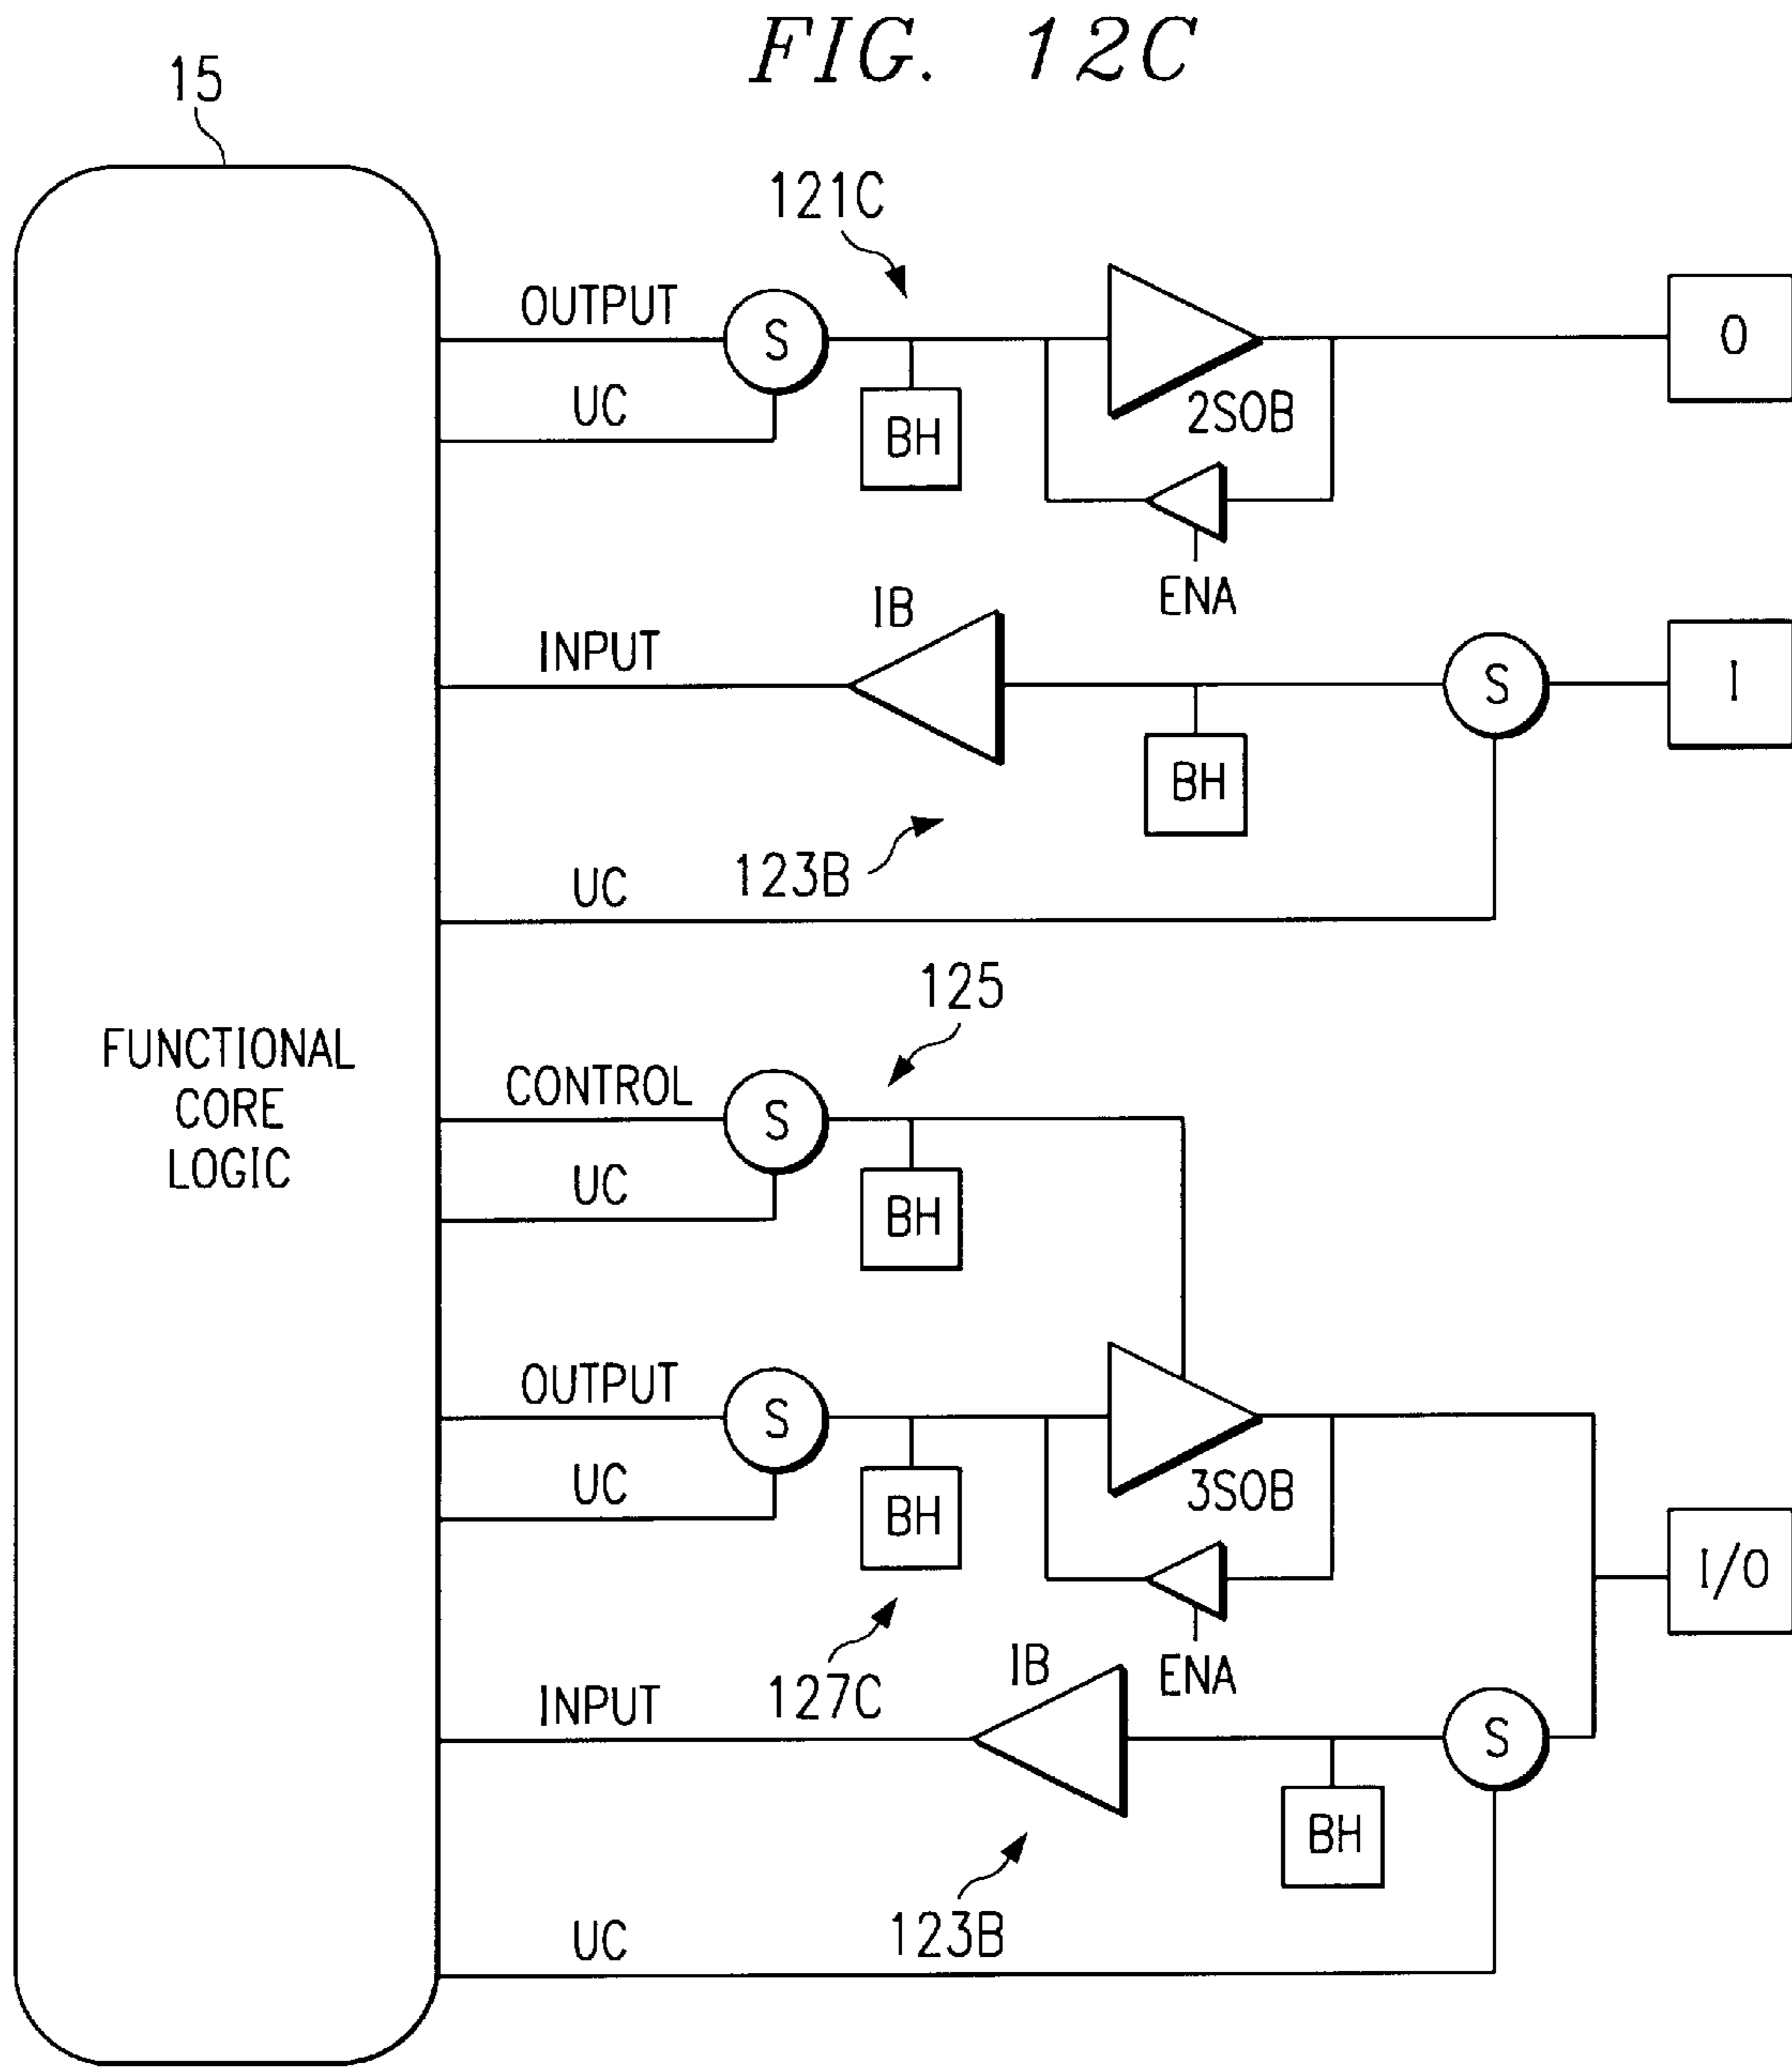 FIG. 12C
15
121C
OUTPUT
S
O
UC
BH
2SOB
ENA
IB
INPUT
S
I
BH
123B
UC
125
FUNCTIONAL
CORE
LOGIC
CONTROL
S
UC
BH
OUTPUT
S
UC
BH
3SOB
I/O
127C
ENA
IB
INPUT
S
BH
123B
UC